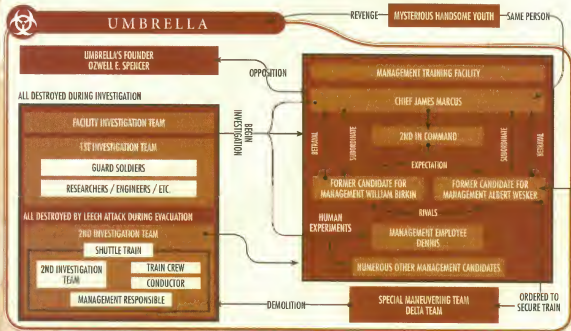 UMBRELLA
REVENGE
MYSTERIOUS HANDSOME YOUTH
SAME PERSON
UMBRELLA'S FOUNDER
OZWELL E. SPENCER
OPPOSITION
MANAGEMENT TRAINING FACILITY
CHIEF JAMES MARCUS
ALL DESTROYED DURING INVESTIGATION
FACILITY INVESTIGATION TEAM
1ST INVESTIGATION TEAM
GUARD SOLDIERS
RESEARCHERS / ENGINEERS / ETC.
BEGIN
INVESTIGATION
2ND IN COMMAND
BETRAYAL
SUBORDINATE
SUBORDINATE
EXPECTATION
FORMER CANDIDATE FOR
MANAGEMENT WILLIAM BIRKIN
FORMER CANDIDATE FOR
MANAGEMENT ALBERT WESKER
RIVALS
HUMAN
EXPERIMENTS
MANAGEMENT EMPLOYEE
DENNIS
NUMEROUS OTHER MANAGEMENT CANDIDATES
ALL DESTROYED BY LEECH ATTACK DURING EVACUATION
2ND INVESTIGATION TEAM
SHUTTLE TRAIN
2ND INVESTIGATION
TEAM
TRAIN CREW
CONDUCTOR
MANAGEMENT RESPONSIBLE
DEMOLITION
SPECIAL MANEUVERING TEAM
DELTA TEAM
ORDERED TO
SECURE TRAIN